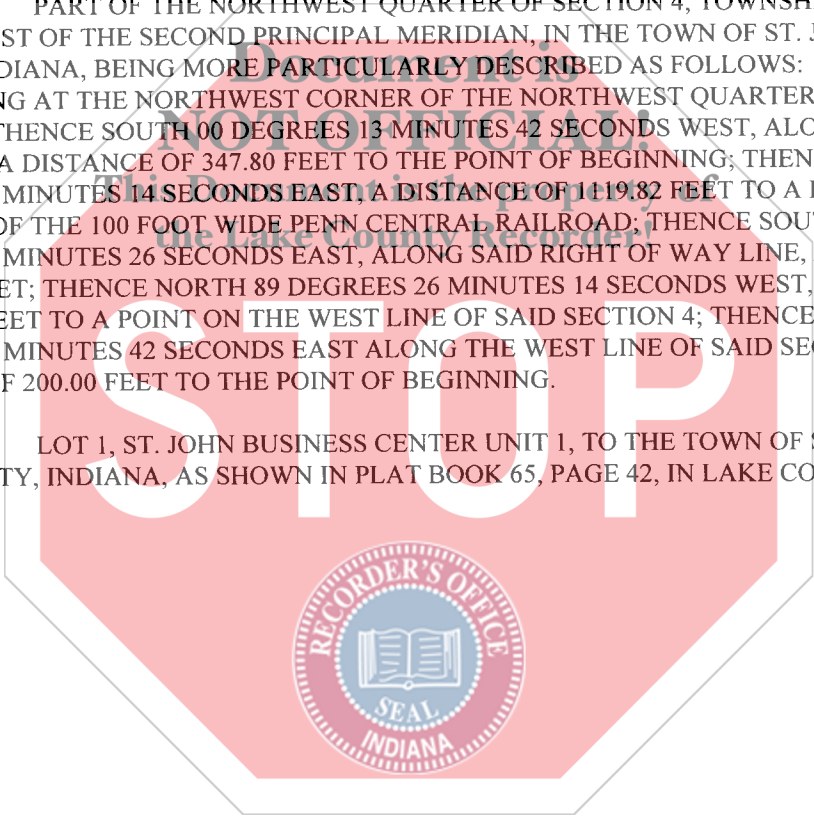 PART OF THE NORTHWEST QUARTER OF SECTION 4, TOWNSHI
ST OF THE SECOND PRINCIPAL MERIDIAN, IN THE TOWN OF ST. J
DIANA, BEING MORE PARTICULARLY DESCRIBED AS FOLLOWS:
Document is
NG AT THE NORTHWEST CORNER OF THE NORTHWEST QUARTER
NOT OFFICIAL!
THENCE SOUTH 00 DEGREES 13 MINUTES 42 SECONDS WEST, ALO
A DISTANCE OF 347.80 FEET TO THE POINT OF BEGINNING; THEN
MINUTES 14 SECONDS EAST, A DISTANCE OF 1119.82 FEET TO A
This Document is the property of
OF THE 100 FOOT WIDE PENN CENTRAL RAILROAD; THENCE SOU
the Lake County Recorder!
MINUTES 26 SECONDS EAST, ALONG SAID RIGHT OF WAY LINE,
ET; THENCE NORTH 89 DEGREES 26 MINUTES 14 SECONDS WEST,
EET TO A POINT ON THE WEST LINE OF SAID SECTION 4; THENCE
MINUTES 42 SECONDS EAST ALONG THE WEST LINE OF SAID SEC
F 200.00 FEET TO THE POINT OF BEGINNING.
STOP
LOT 1, ST. JOHN BUSINESS CENTER UNIT 1, TO THE TOWN OF S
TY, INDIANA, AS SHOWN IN PLAT BOOK 65, PAGE 42, IN LAKE CO
RECORDER'S OFFICE
SEAL
INDIANA